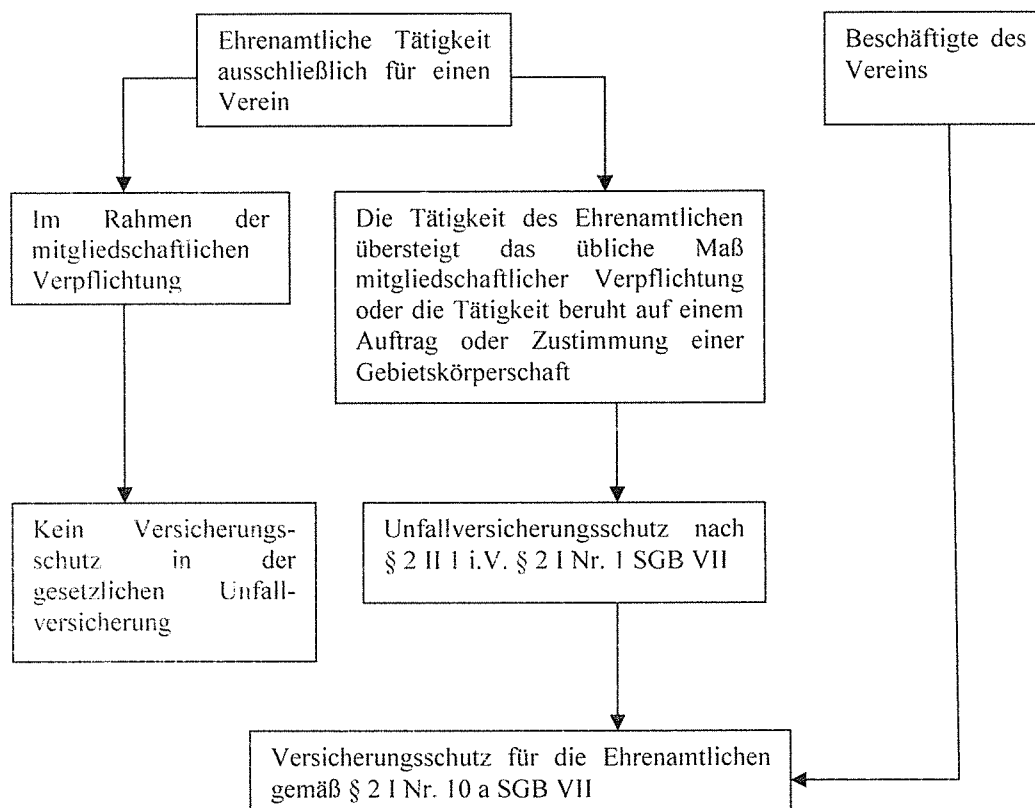 Ehrenamtliche Tätigkeit
ausschließlich für einen
Verein
Beschäftigte des
Vereins
Im Rahmen der
mitgliedschaftlichen
Verpflichtung
Die Tätigkeit des Ehrenamtlichen
übersteigt das übliche Maß
mitgliedschaftlicher Verpflichtung
oder die Tätigkeit beruht auf einem
Auftrag oder Zustimmung einer
Gebietskörperschaft
Kein Versicherungs-
schutz in der
gesetzlichen Unfall-
versicherung
Unfallversicherungsschutz nach
§ 2 II 1 i.V. § 2 I Nr. 1 SGB VII
Versicherungsschutz für die Ehrenamtlichen
gemäß § 2 I Nr. 10 a SGB VII